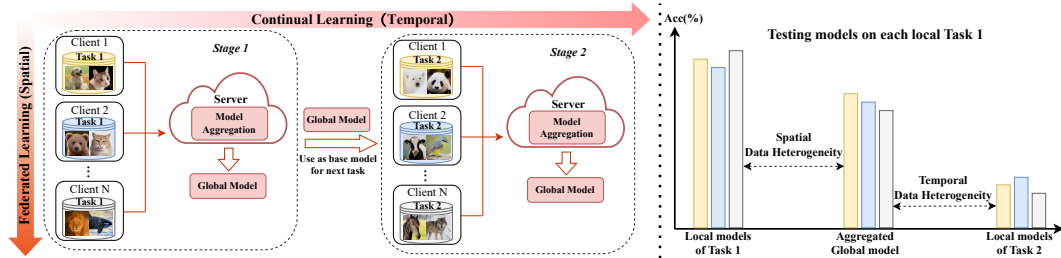 Continual Learning (Temporal)
Federated Learning (Spatial)
Stage 1
Client 1
Task 1
Client 2
Task 1
Client N
Task 1
Server
Model
Aggregation
Global Model
Global Model
Use as base model
for next task
Stage 2
Client 1
Task 2
Client 2
Task 2
Client N
Task 2
Server
Model
Aggregation
Global Model
Acc(%)
Testing models on each local Task 1
Spatial
Data Heterogeneity
Temporal
Data Heterogeneity
Local models
of Task 1
Aggregated
Global model
Local models
of Task 2